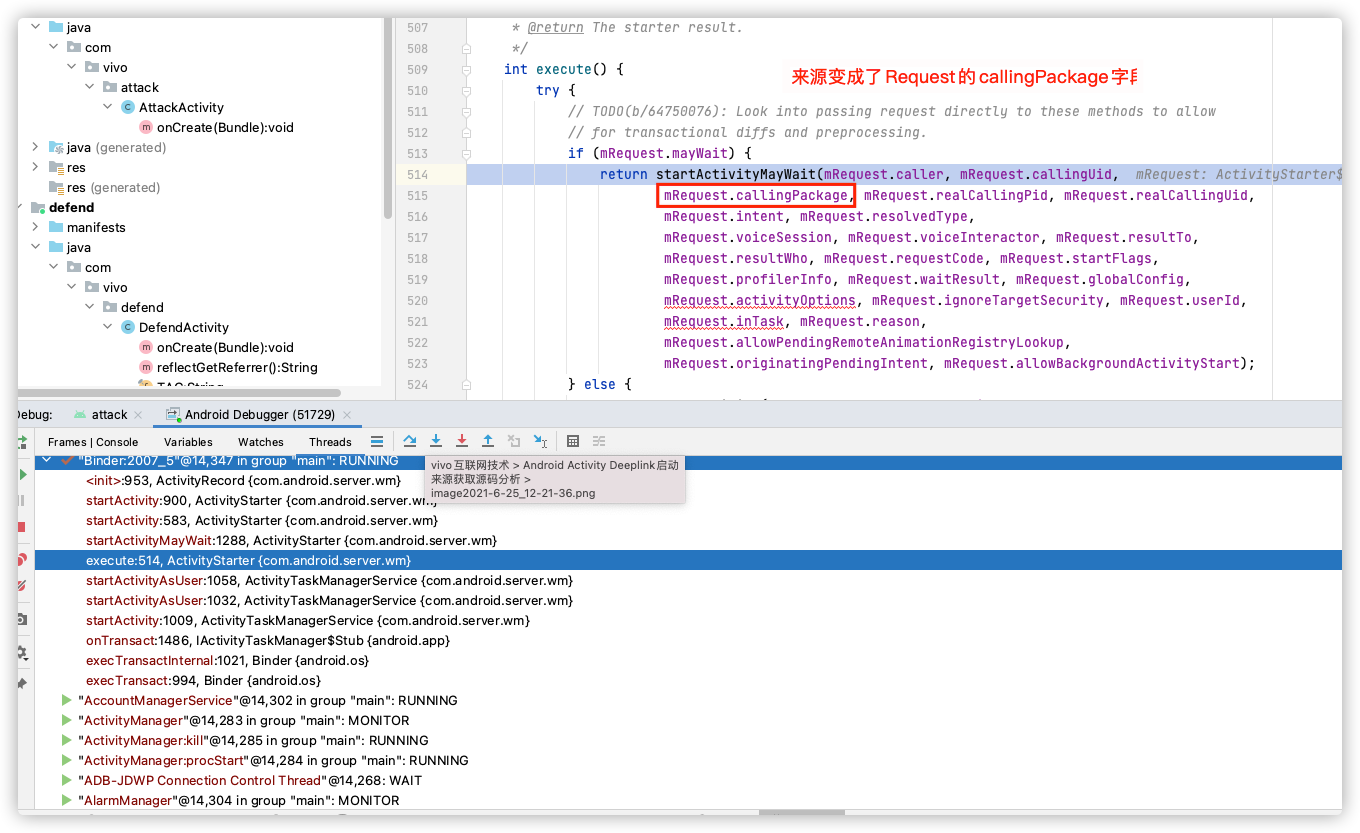 java
com
vivo
attack
AttackActivity
onCreate(Bundle):void
java (generated)
res
res (generated)
defend
manifests
java
com
vivo
defend
DefendActivity
onCreate(Bundle):void
reflectGetReferrer():String
507 * @return The starter result.
508 */
509 int execute() {
来源变成了Request的callingPackage字段
510 try {
511 // TODO(b/64750076): Look into passing request directly to these methods to allow
512 // for transactional diffs and preprocessing.
513 if (mRequest.mayWait) {
514 return startActivityMayWait(mRequest.caller, mRequest.callingUid, mRequest: ActivityStarter$
515 mRequest.callingPackage, mRequest.realCallingPid, mRequest.realCallingUid,
516 mRequest.intent, mRequest.resolvedType,
517 mRequest.voiceSession, mRequest.voiceInteractor, mRequest.resultTo,
518 mRequest.resultWho, mRequest.requestCode, mRequest.startFlags,
519 mRequest.profilerInfo, mRequest.waitResult, mRequest.globalConfig,
520 mRequest.activityOptions, mRequest.ignoreTargetSecurity, mRequest.userId,
521 mRequest.inTask, mRequest.reason,
522 mRequest.allowPendingRemoteAnimationRegistryLookup,
523 mRequest.originatingPendingIntent, mRequest.allowBackgroundActivityStart);
524 } else {
Debug: attack Android Debugger (51729)
Frames | Console Variables Watches Threads
"Binder:2007_5"@14,347 in group "main": RUNNING
vivo互联网技术 > Android Activity Deeplink启动
来源获取源码分析 >
image2021-6-25_12-21-36.png
<init>:953, ActivityRecord {com.android.server.wm}
startActivity:900, ActivityStarter {com.android.server.wm}
startActivity:583, ActivityStarter {com.android.server.wm}
startActivityMayWait:1288, ActivityStarter {com.android.server.wm}
execute:514, ActivityStarter {com.android.server.wm}
startActivityAsUser:1058, ActivityTaskManagerService {com.android.server.wm}
startActivityAsUser:1032, ActivityTaskManagerService {com.android.server.wm}
startActivity:1009, ActivityTaskManagerService {com.android.server.wm}
onTransact:1486, IActivityTaskManager$Stub {android.app}
execTransactInternal:1021, Binder {android.os}
execTransact:994, Binder {android.os}
"AccountManagerService"@14,302 in group "main": RUNNING
"ActivityManager"@14,283 in group "main": MONITOR
"ActivityManager:kill"@14,285 in group "main": RUNNING
"ActivityManager:procStart"@14,284 in group "main": RUNNING
"ADB-JDWP Connection Control Thread"@14,268: WAIT
"AlarmManager"@14,304 in group "main": MONITOR